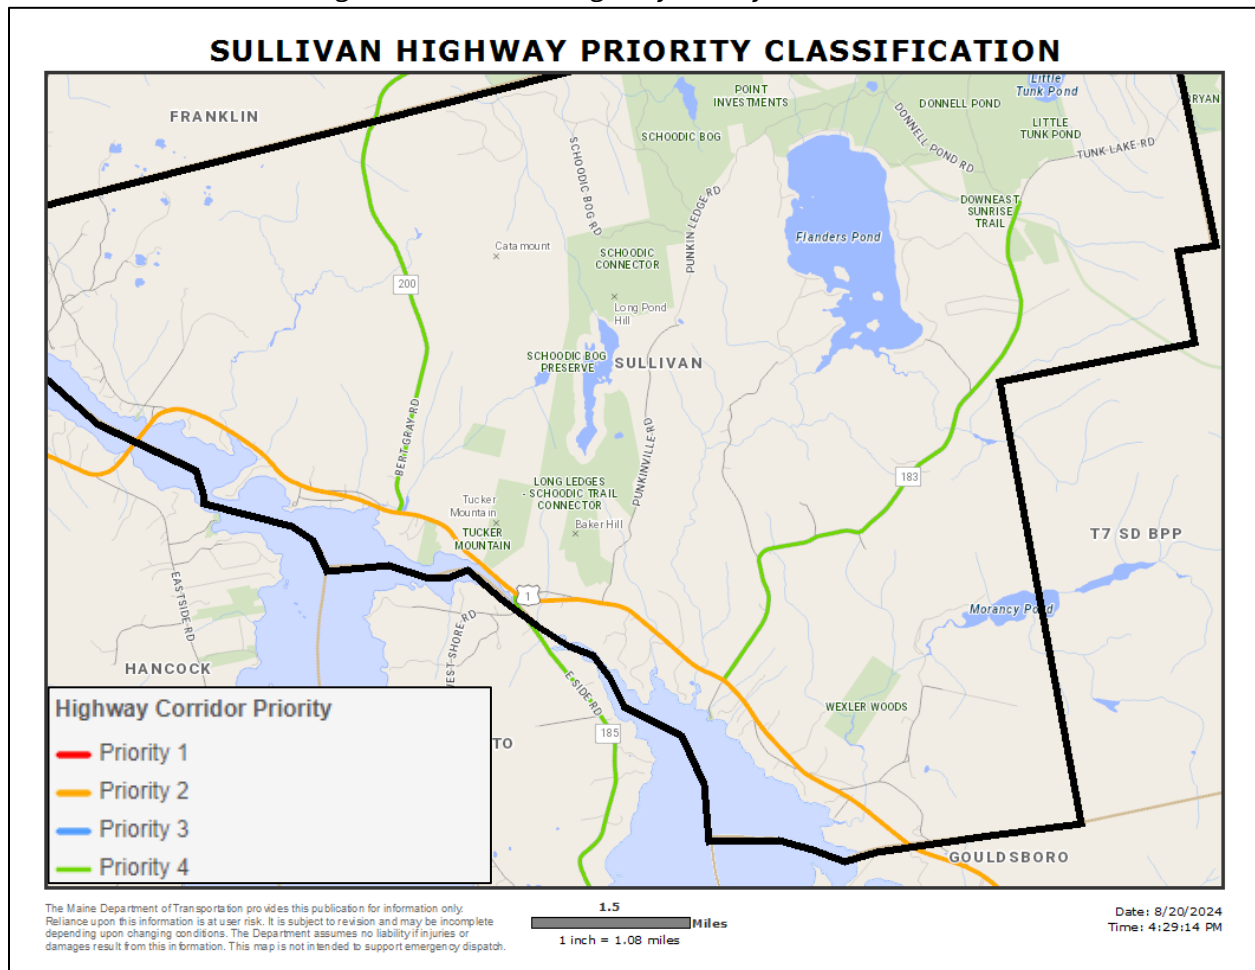 SULLIVAN HIGHWAY PRIORITY CLASSIFICATION
FRANKLIN
POINT
INVESTMENTS
Little
Tunk Pond
DONNELL POND
BRYAN
SCHOODIC BOG
LITTLE
TUNK POND
DONNELL POND RD
TUNK LAKE RD
SCHOODIC BOG RD
PUNKIN LEDGE RD
DOWNEAST
SUNRISE
TRAIL
Flanders Pond
Catamount
SCHOODIC
CONNECTOR
200
Long Pond
Hill
SCHOODIC BOG
PRESERVE
SULLIVAN
BERT GRAY RD
PUNKINVILLE RD
183
LONG LEDGES
- SCHOODIC TRAIL
CONNECTOR
Tucker
Mountain
Baker Hill
TUCKER
MOUNTAIN
T7 SD BPP
EASTSIDE RD
1
Morancy Pond
WEST SHORE RD
HANCOCK
E SIDE RD
WEXLER WOODS
185
TO
Highway Corridor Priority
Priority 1
Priority 2
Priority 3
Priority 4
GOULDSBORO
The Maine Department of Transportation provides this publication for information only.
Reliance upon this information is at user risk. It is subject to revision and may be incomplete
depending upon changing conditions. The Department assumes no liability if injuries or
damages result from this information. This map is not intended to support emergency dispatch.
1.5
Miles
1 inch = 1.08 miles
Date: 8/20/2024
Time: 4:29:14 PM